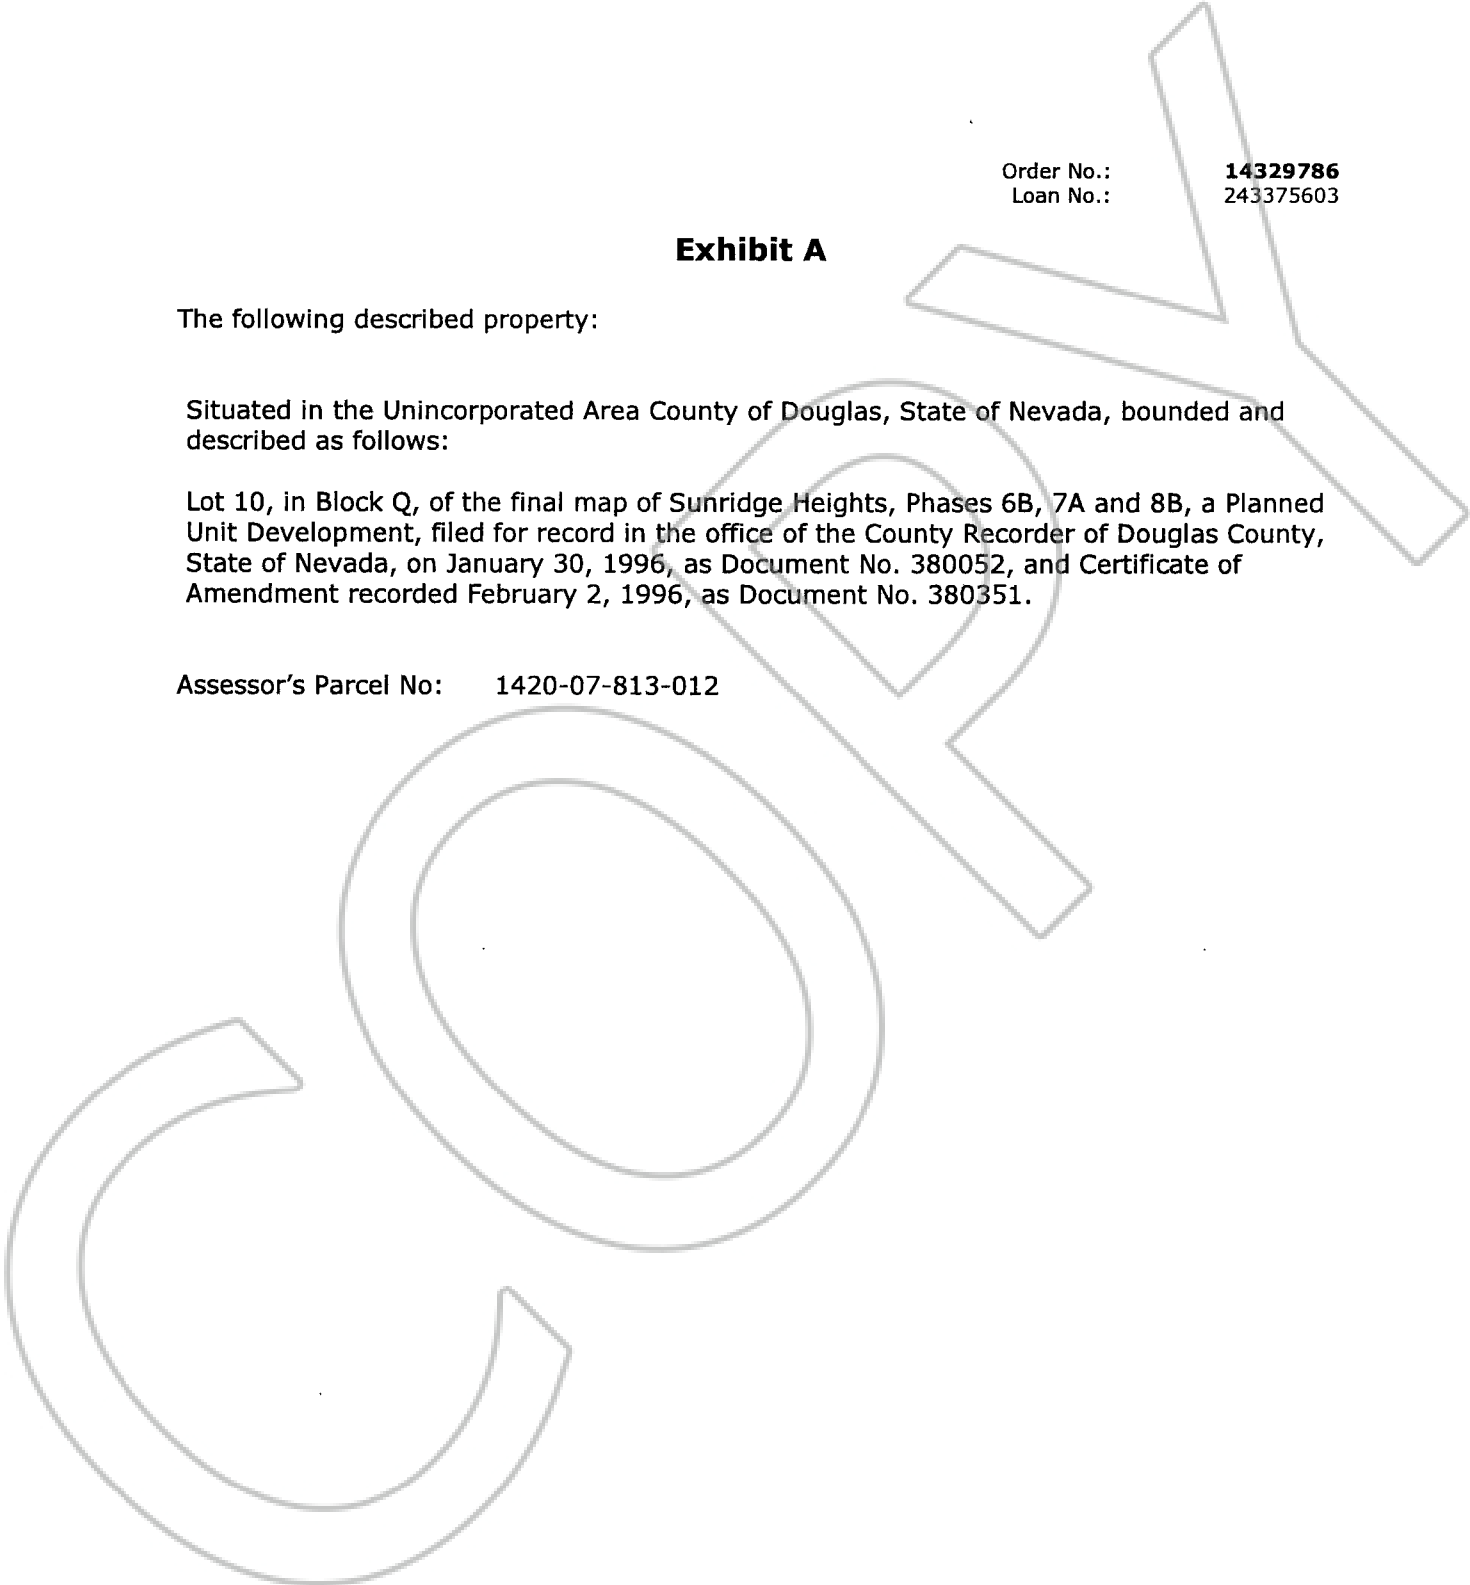 Order No.: 14329786
Loan No.: 243375603
Exhibit A
The following described property:
Situated in the Unincorporated Area County of Douglas, State of Nevada, bounded and
described as follows:
Lot 10, in Block Q, of the final map of Sunridge Heights, Phases 6B, 7A and 8B, a Planned
Unit Development, filed for record in the office of the County Recorder of Douglas County,
State of Nevada, on January 30, 1996, as Document No. 380052, and Certificate of
Amendment recorded February 2, 1996, as Document No. 380351.
Assessor's Parcel No: 1420-07-813-012
COPY